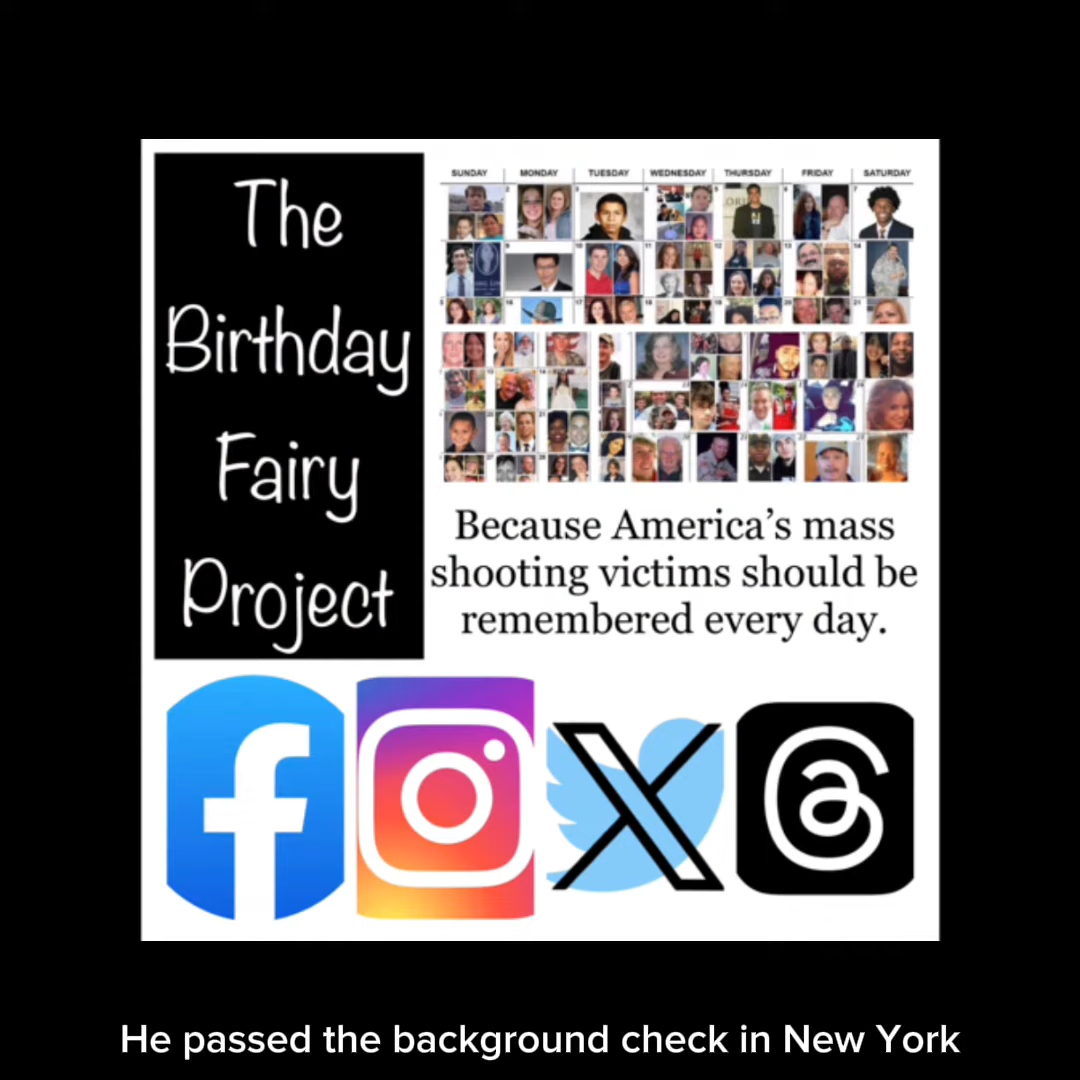 The
Birthday
Fairy
Project
SUNDAY MONDAY TUESDAY WEDNESDAY THURSDAY FRIDAY SATURDAY
Because America’s mass
shooting victims should be
remembered every day.
He passed the background check in New York